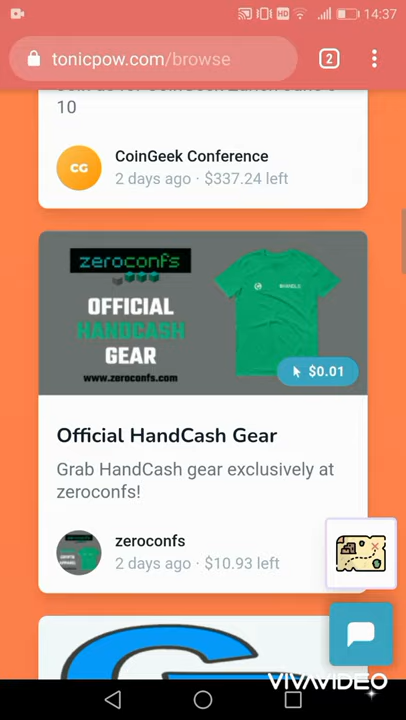 HD
14:37
tonicpow.com/browse
2
10
CG
CoinGeek Conference
2 days ago · $337.24 left
zeroconfs
OFFICIAL
HANDCASH
GEAR
www.zeroconfs.com
$0.01
Official HandCash Gear
Grab HandCash gear exclusively at
zeroconfs!
zeroconfs
2 days ago · $10.93 left
VIVAVIDEO